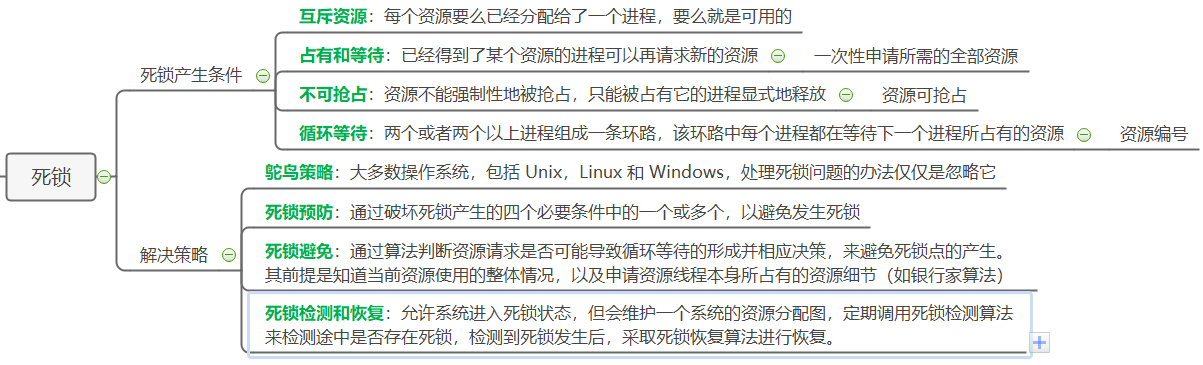 死锁
死锁产生条件
互斥资源：每个资源要么已经分配给了一个进程，要么就是可用的
占有和等待：已经得到了某个资源的进程可以再请求新的资源
一次性申请所需的全部资源
不可抢占：资源不能强制性地被抢占，只能被占有它的进程显式地释放
资源可抢占
循环等待：两个或者两个以上进程组成一条环路，该环路中每个进程都在等待下一个进程所占有的资源
资源编号
解决策略
鸵鸟策略：大多数操作系统，包括 Unix，Linux 和 Windows，处理死锁问题的办法仅仅是忽略它
死锁预防：通过破坏死锁产生的四个必要条件中的一个或多个，以避免发生死锁
死锁避免：通过算法判断资源请求是否可能导致循环等待的形成并相应决策，来避免死锁点的产生。
其前提是知道当前资源使用的整体情况，以及申请资源线程本身所占有的资源细节（如银行家算法）
死锁检测和恢复：允许系统进入死锁状态，但会维护一个系统的资源分配图，定期调用死锁检测算法
来检测途中是否存在死锁，检测到死锁发生后，采取死锁恢复算法进行恢复。